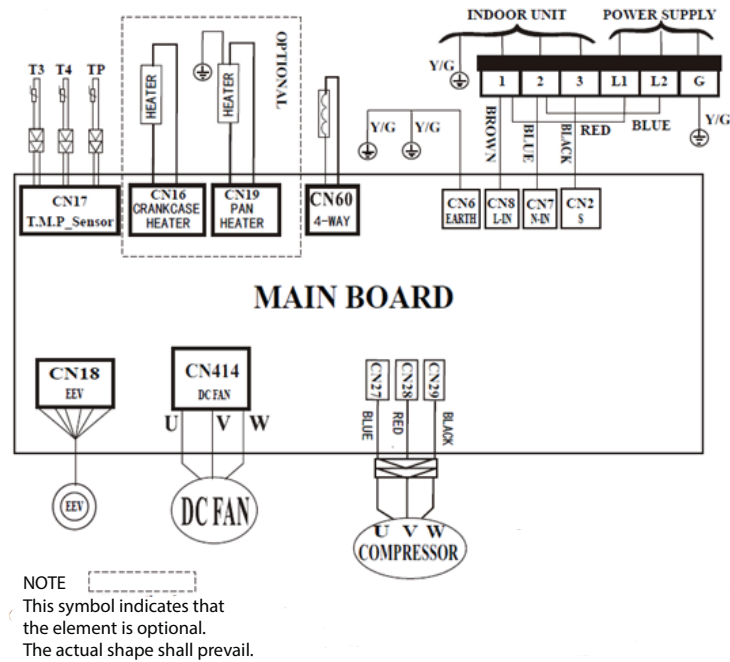 INDOOR UNIT
POWER SUPPLY
Y/G
1 2 3 L1 L2 G
Y/G
BROWN
BLUE
BLACK
RED
BLUE
T3 T4 TP
HEATER
HEATER
OPTIONAL
Y/G Y/G
CN17
T.M.P_Sensor
CN16
CRANKCASE
HEATER
CN19
PAN
HEATER
CN60
4-WAY
CN6
EARTH
CN8
L-IN
CN7
N-IN
CN2
S
MAIN BOARD
CN18
EEV
CN414
DC FAN
U V W
CN27
CN28
CN29
BLUE
RED
BLACK
EEV
DC FAN
U V W
COMPRESSOR
NOTE
This symbol indicates that
the element is optional.
The actual shape shall prevail.